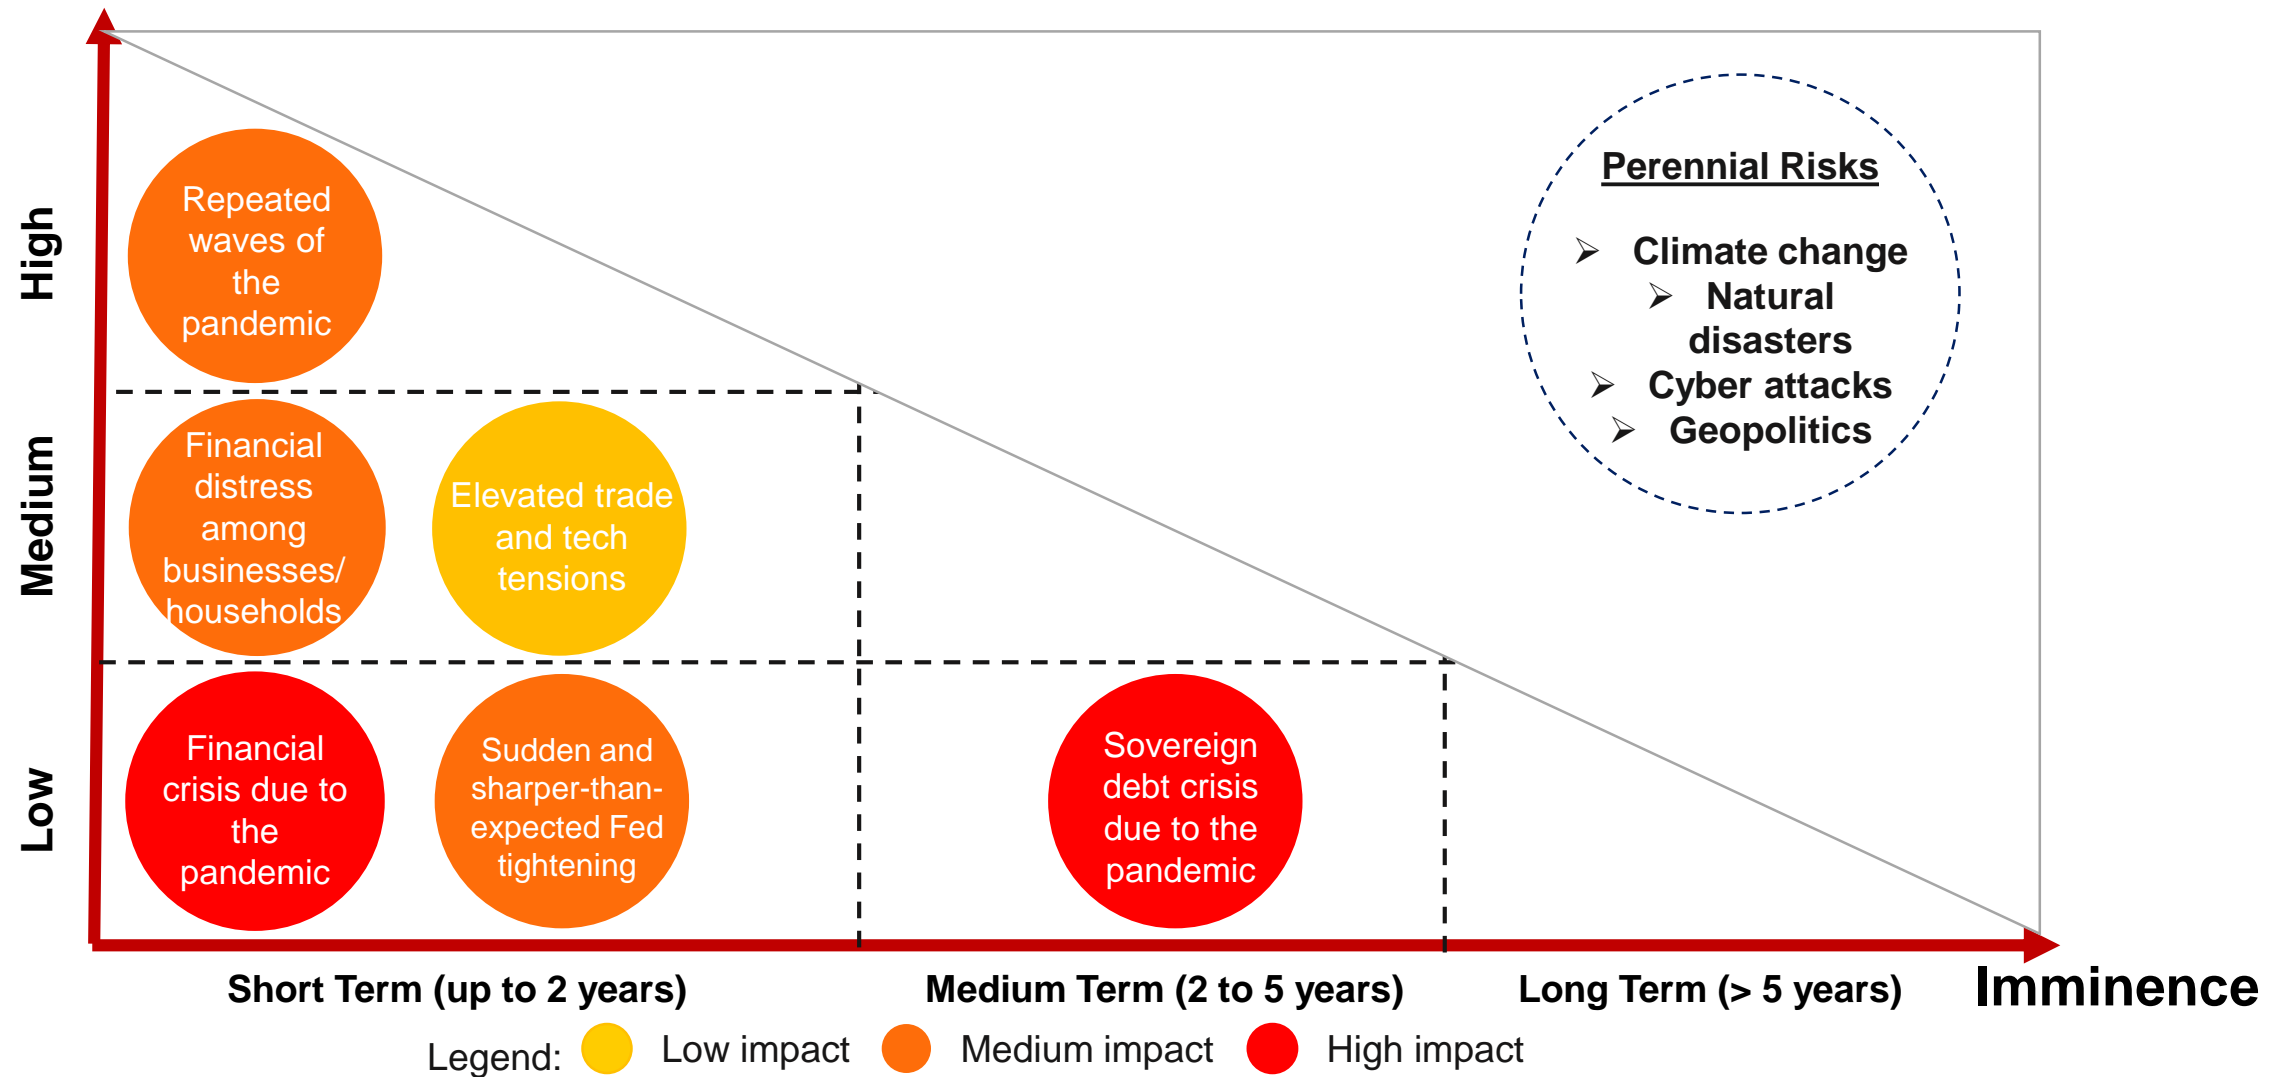 High
Medium
Low
Repeated
waves of
the
pandemic
Financial
distress
among
businesses/
households
Elevated trade
and tech
tensions
Financial
crisis due to
the
pandemic
Sudden and
sharper-than-
expected Fed
tightening
Sovereign
debt crisis
due to the
pandemic
Perennial Risks
➢ Climate change
➢ Natural
disasters
➢ Cyber attacks
➢ Geopolitics
Short Term (up to 2 years)
Medium Term (2 to 5 years)
Long Term (> 5 years)
Imminence
Legend:
Low impact
Medium impact
High impact